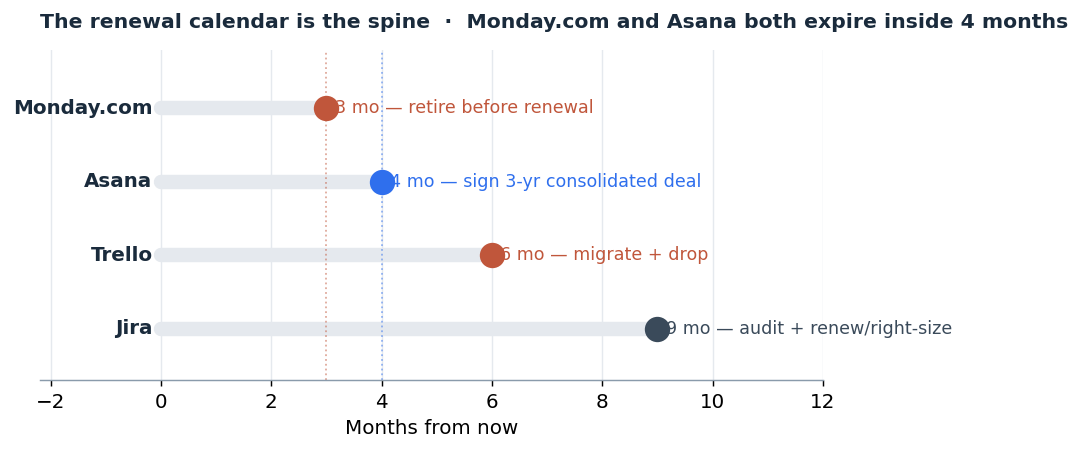 The renewal calendar is the spine · Monday.com and Asana both expire inside 4 months
Monday.com
3 mo — retire before renewal
Asana
4 mo — sign 3-yr consolidated deal
Trello
6 mo — migrate + drop
Jira
9 mo — audit + renew/right-size
−2 0 2 4 6 8 10 12
Months from now